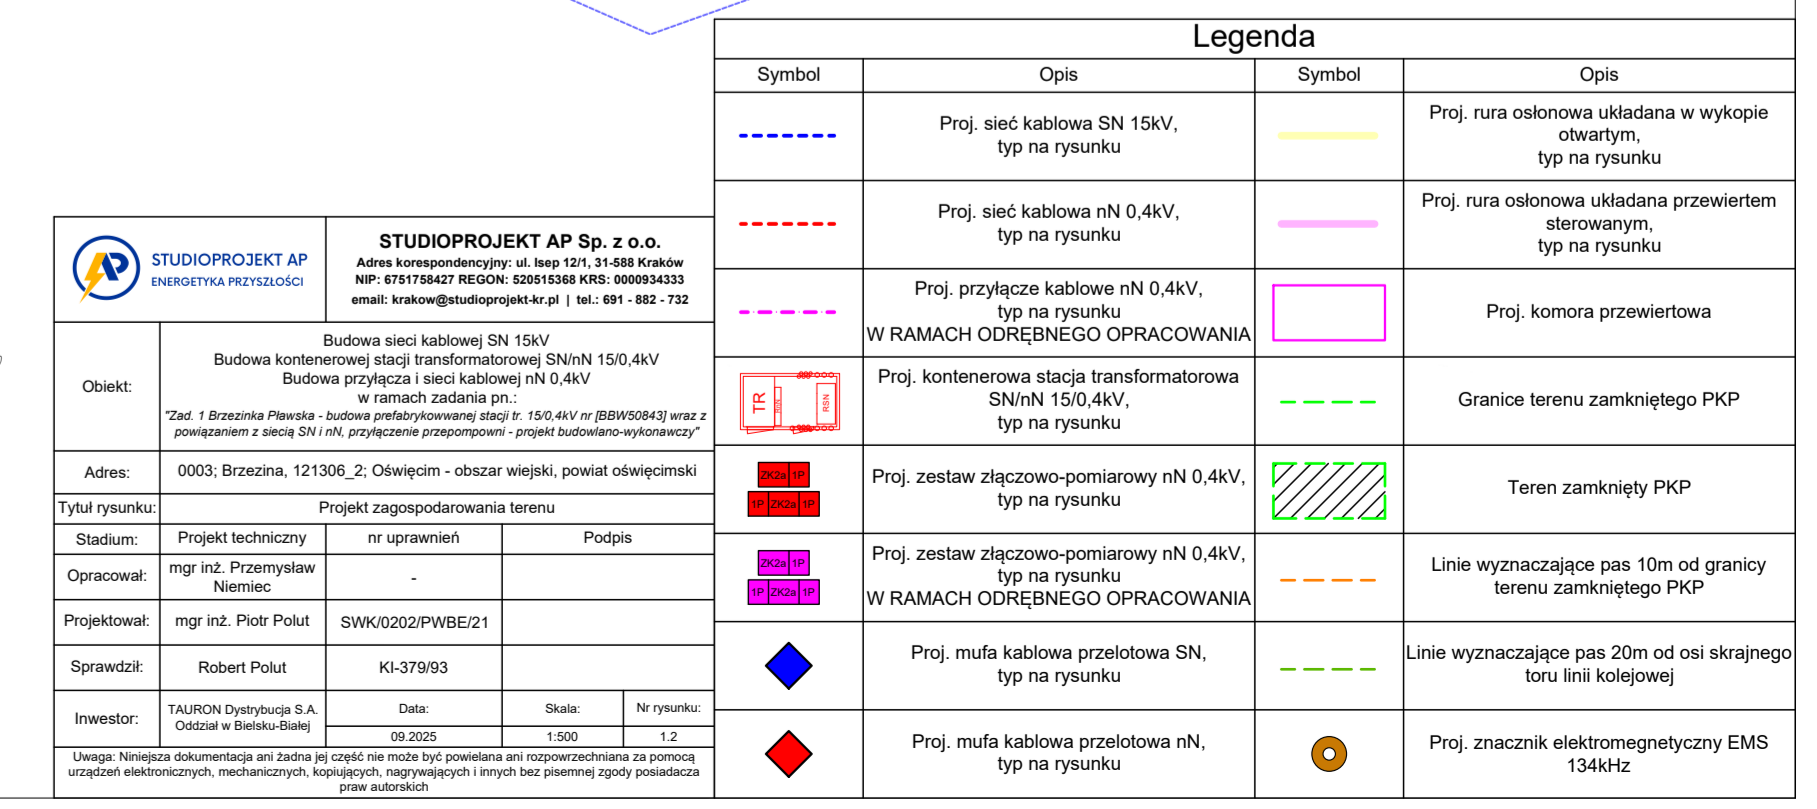 Legenda
Symbol
Opis
Symbol
Opis
Proj. sieć kablowa SN 15kV,
typ na rysunku
Proj. rura osłonowa układana w wykopie
otwartym,
typ na rysunku
Proj. sieć kablowa nN 0,4kV,
typ na rysunku
Proj. rura osłonowa układana przewiertem
sterowanym,
typ na rysunku
Proj. przyłącze kablowe nN 0,4kV,
typ na rysunku
W RAMACH ODRĘBNEGO OPRACOWANIA
Proj. komora przewiertowa
TR
RnN
RSN
Proj. kontenerowa stacja transformatorowa
SN/nN 15/0,4kV,
typ na rysunku
Granice terenu zamkniętego PKP
ZK2a 1P
1P ZK2a 1P
Proj. zestaw złączowo-pomiarowy nN 0,4kV,
typ na rysunku
Teren zamknięty PKP
ZK2a 1P
1P ZK2a 1P
Proj. zestaw złączowo-pomiarowy nN 0,4kV,
typ na rysunku
W RAMACH ODRĘBNEGO OPRACOWANIA
Linie wyznaczające pas 10m od granicy
terenu zamkniętego PKP
Proj. mufa kablowa przelotowa SN,
typ na rysunku
Linie wyznaczające pas 20m od osi skrajnego
toru linii kolejowej
Proj. mufa kablowa przelotowa nN,
typ na rysunku
Proj. znacznik elektromegnetyczny EMS
134kHz
AP
STUDIOPROJEKT AP
ENERGETYKA PRZYSZŁOŚCI
STUDIOPROJEKT AP Sp. z o.o.
Adres korespondencyjny: ul. Isep 12/1, 31-588 Kraków
NIP: 6751758427 REGON: 520515368 KRS: 0000934333
email: krakow@studioprojekt-kr.pl | tel.: 691 - 882 - 732
Obiekt:
Budowa sieci kablowej SN 15kV
Budowa kontenerowej stacji transformatorowej SN/nN 15/0,4kV
Budowa przyłącza i sieci kablowej nN 0,4kV
w ramach zadania pn.:
"Zad. 1 Brzezinka Pławska - budowa prefabrykowwanej stacji tr. 15/0,4kV nr [BBW50843] wraz z
powiązaniem z siecią SN i nN, przyłączenie przepompowni - projekt budowlano-wykonawczy"
Adres:
0003; Brzezina, 121306_2; Oświęcim - obszar wiejski, powiat oświęcimski
Tytuł rysunku:
Projekt zagospodarowania terenu
Stadium:
Projekt techniczny
nr uprawnień
Podpis
Opracował:
mgr inż. Przemysław
Niemiec
-
Projektował:
mgr inż. Piotr Polut
SWK/0202/PWBE/21
Sprawdził:
Robert Polut
KI-379/93
Inwestor:
TAURON Dystrybucja S.A.
Oddział w Bielsku-Białej
Data:
Skala:
Nr rysunku:
09.2025
1:500
1.2
Uwaga: Niniejsza dokumentacja ani żadna jej część nie może być powielana ani rozpowrzechniana za pomocą
urządzeń elektronicznych, mechanicznych, kopiujących, nagrywających i innych bez pisemnej zgody posiadacza
praw autorskich